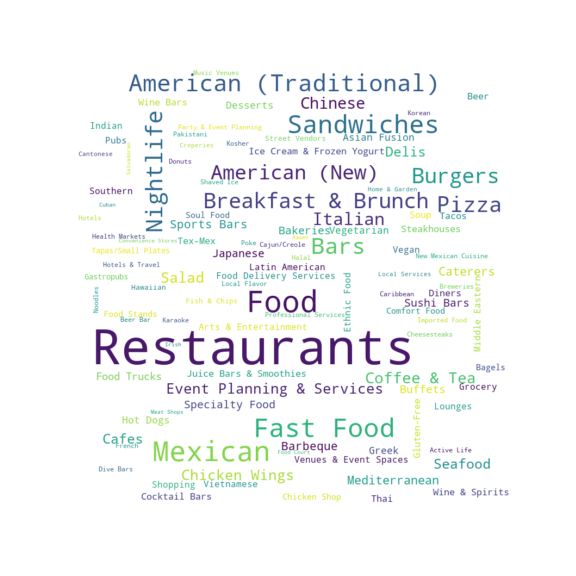 Music Venues
American (Traditional)
Wine Bars
Desserts
Chinese
Beer
Korean
Indian
Nightlife
Party & Event Planning
Sandwiches
Pakistani
Street Vendors
Asian Fusion
Pubs
Creperies
Kosher
Salvadoran
Cantonese
Ice Cream & Frozen Yogurt
Delis
Donuts
American (New)
Burgers
Southern
Shaved Ice
Home & Garden
Cuban
Breakfast & Brunch
Pizza
Hotels
Soul Food
Italian
Soup
Tacos
Sports Bars
Bakeries
Vegetarian
Steakhouses
Health Markets
Convenience Stores
Tex-Mex
Poke
Cajun/Creole
Ramen
Bars
Tapas/Small Plates
Japanese
Halal
Vegan
New Mexican Cuisine
Hotels & Travel
Latin American
Gastropubs
Salad
Food Delivery Services
Local Services
Caterers
Hawaiian
Local Flavor
Ethnic Food
Breweries
Middle Eastern
Noodles
Fish & Chips
Food
Caribbean
Diners
Sushi Bars
Food Stands
Professional Services
Comfort Food
Beer Bar
Karaoke
Arts & Entertainment
Imported Food
Restaurants
Irish
Cheesesteaks
Bagels
Food Trucks
Juice Bars & Smoothies
Coffee & Tea
Event Planning & Services
Buffets
Grocery
Specialty Food
Lounges
Meat Shops
Hot Dogs
Fast Food
Gluten-Free
Cafes
French
Mexican
Barbeque
Food Court
Greek
Active Life
Venues & Event Spaces
Seafood
Dive Bars
Chicken Wings
Mediterranean
Shopping
Vietnamese
Cocktail Bars
Chicken Shop
Thai
Wine & Spirits